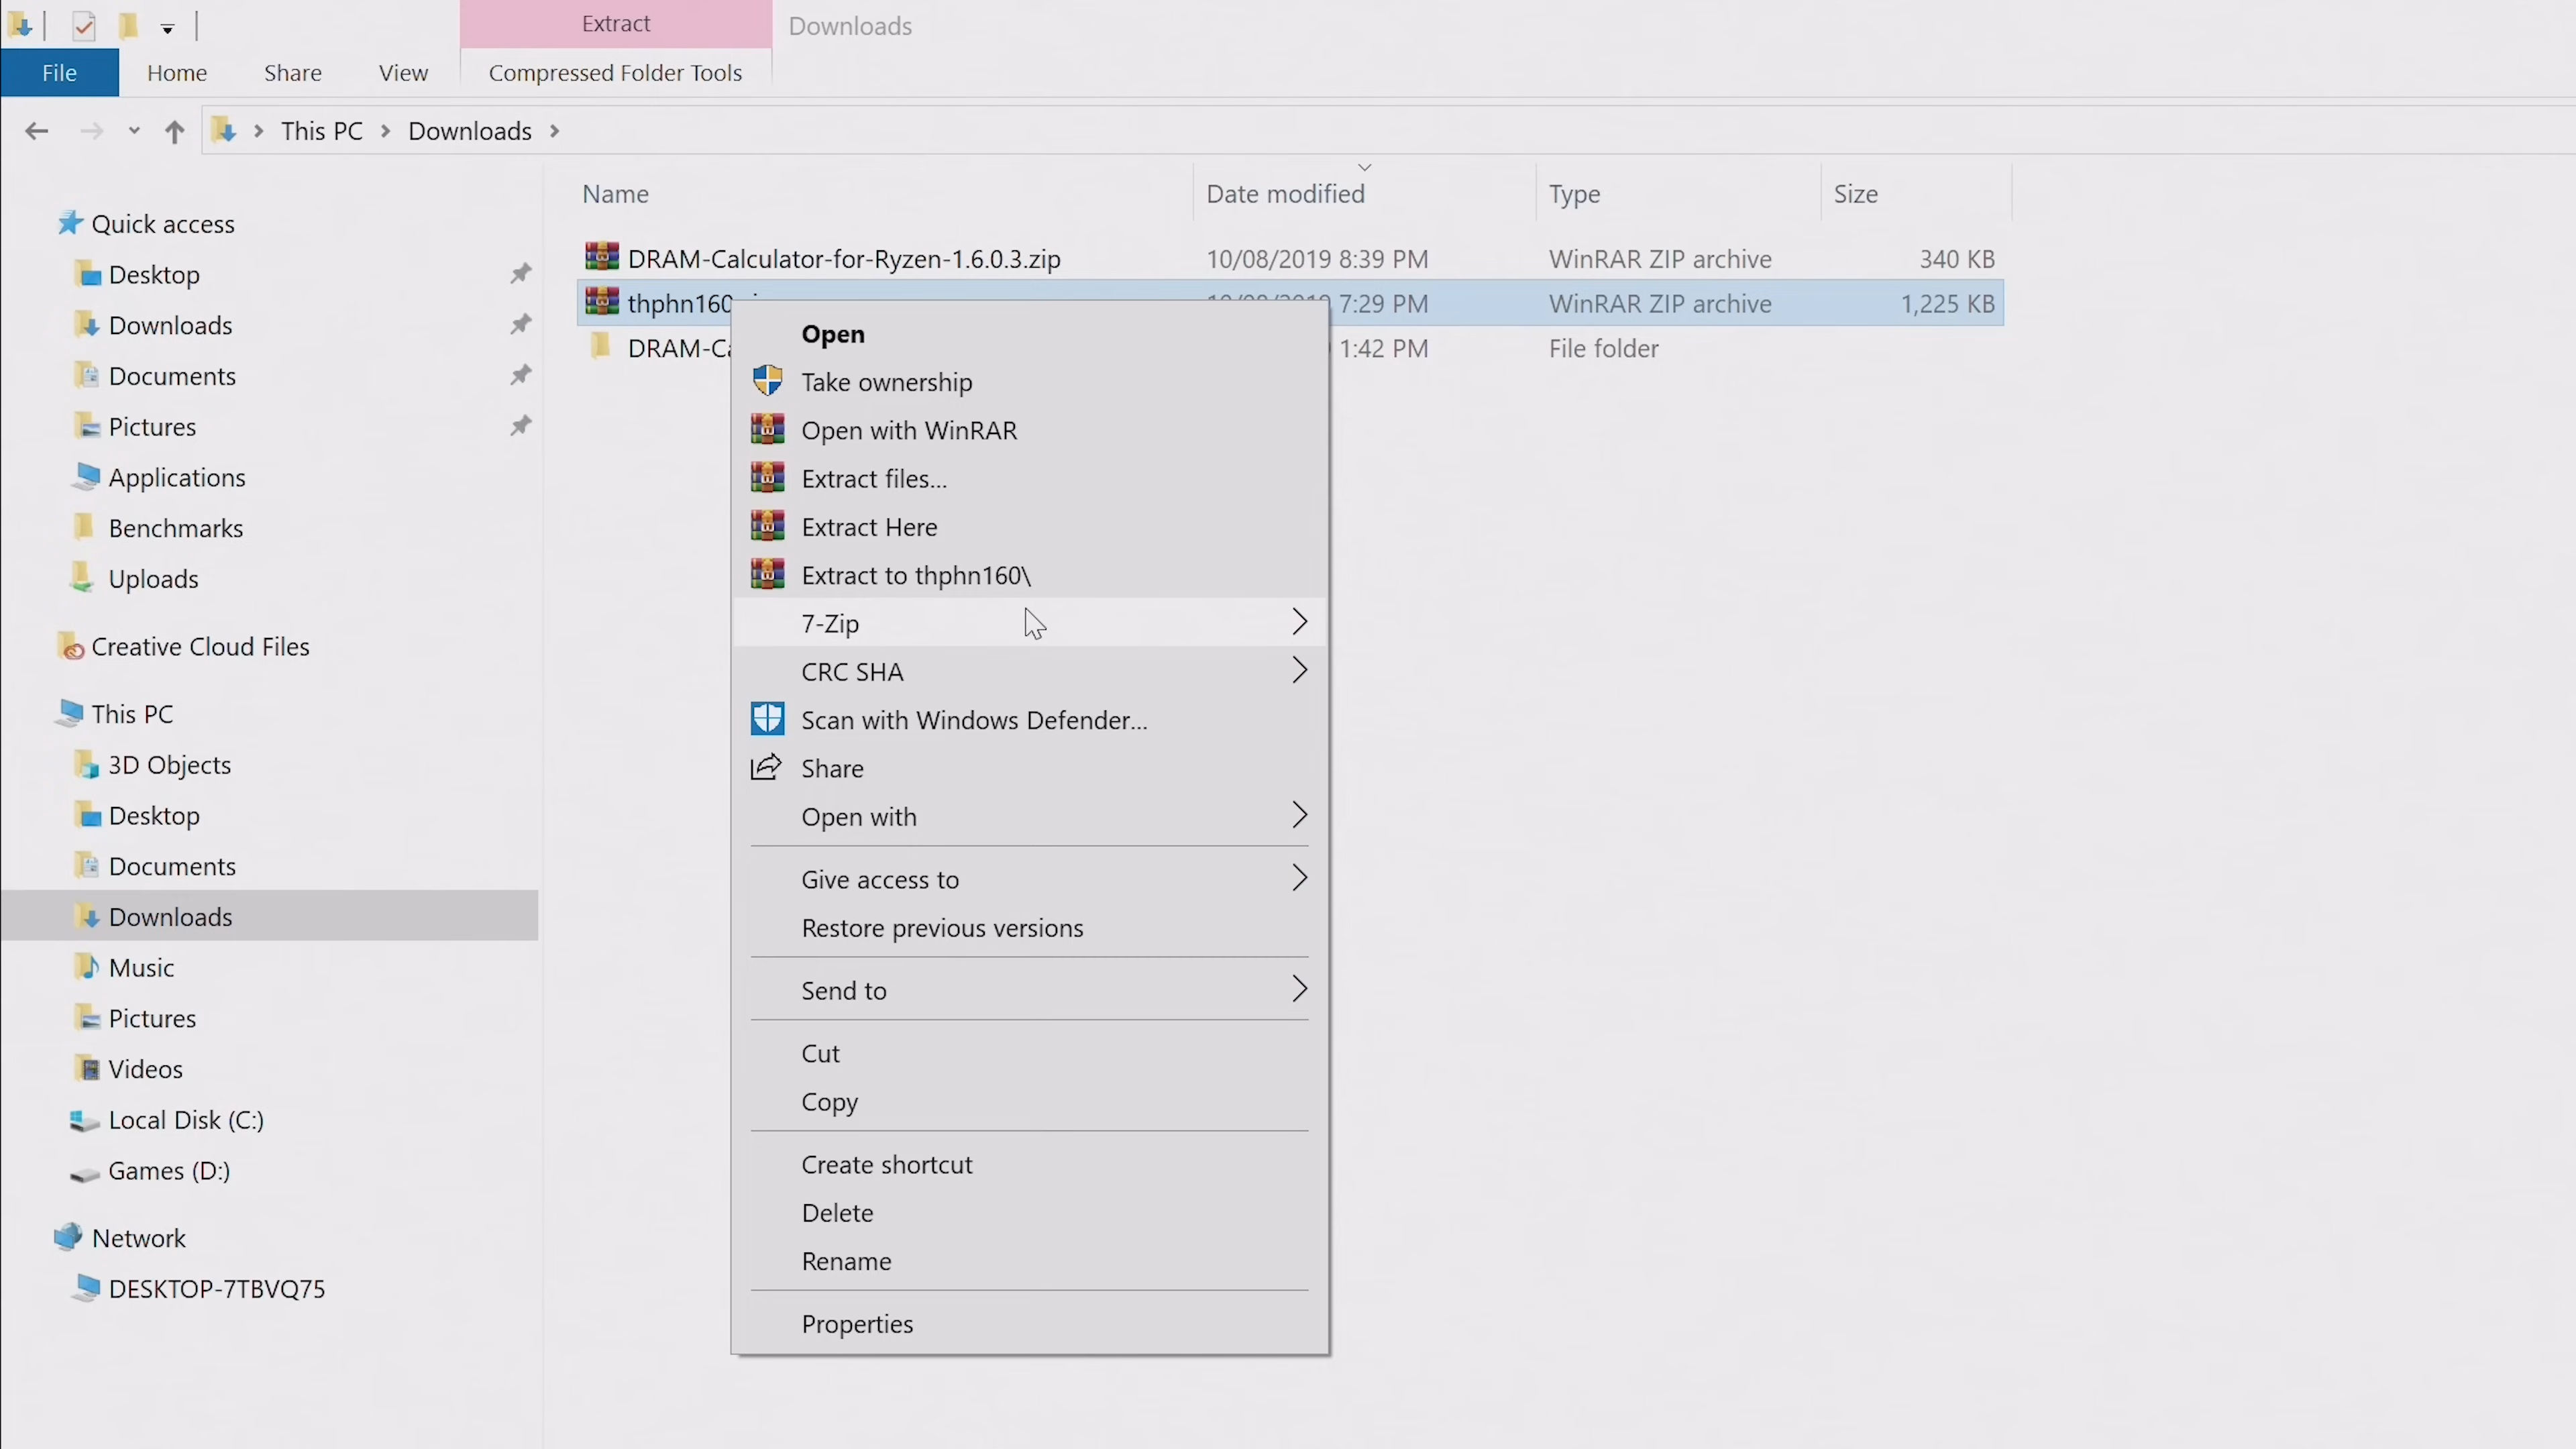 Extract
Downloads
File
Home
Share
View
Compressed Folder Tools
This PC
Downloads
Name
Date modified
Type
Size
Quick access
Desktop
Downloads
Documents
Pictures
Applications
Benchmarks
Uploads
Creative Cloud Files
This PC
3D Objects
Desktop
Documents
Downloads
Music
Pictures
Videos
Local Disk (C:)
Games (D:)
Network
DESKTOP-7TBVQ75
DRAM-Calculator-for-Ryzen-1.6.0.3.zip
10/08/2019 8:39 PM
WinRAR ZIP archive
340 KB
thphn160
7:29 PM
WinRAR ZIP archive
1,225 KB
1:42 PM
File folder
Open
Take ownership
Open with WinRAR
Extract files...
Extract Here
Extract to thphn160\
7-Zip
CRC SHA
Scan with Windows Defender...
Share
Open with
Give access to
Restore previous versions
Send to
Cut
Copy
Create shortcut
Delete
Rename
Properties